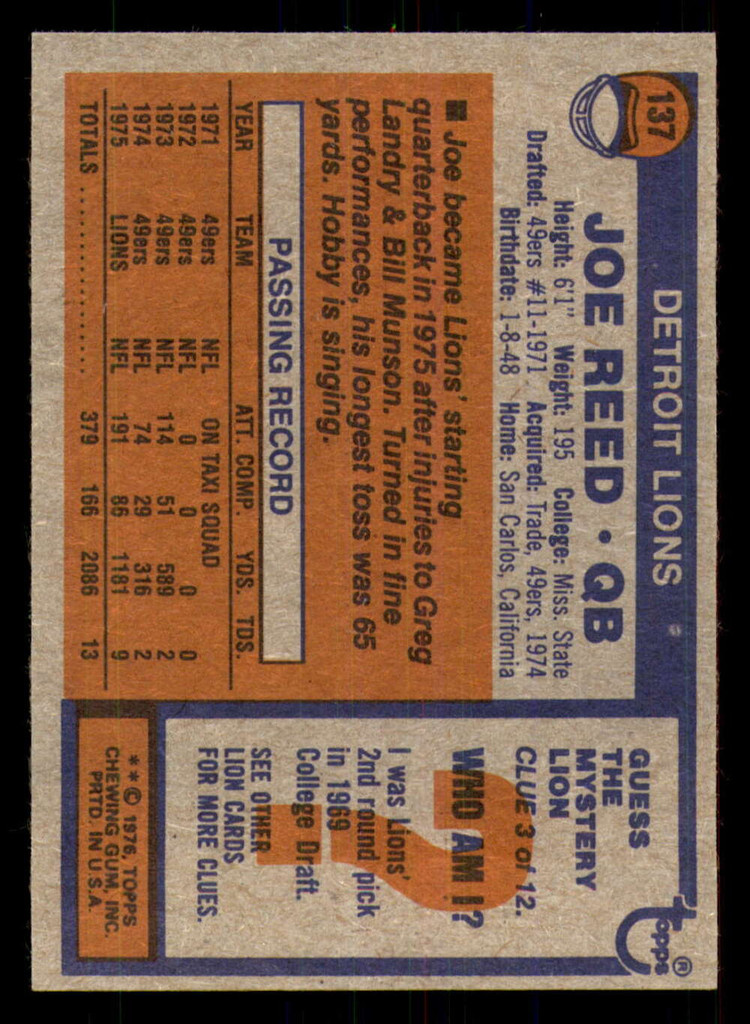 137
DETROIT LIONS
JOE REED • QB
Height: 6'1" Weight: 195 College: Miss. State
Drafted: 49ers #11-1971 Acquired: Trade, 49ers, 1974
Birthdate: 1-8-48 Home: San Carlos, California
■ Joe became Lions' starting
quarterback in 1975 after injuries to Greg
Landry & Bill Munson. Turned in fine
performances, his longest toss was 65
yards. Hobby is singing.
PASSING RECORD
YEAR TEAM ATT. COMP. YDS. TDS.
1971 49ers NFL ON TAXI SQUAD
1972 49ers NFL 0 0 0 0
1973 49ers NFL 114 51 589 2
1974 49ers NFL 74 29 316 2
1975 LIONS NFL 191 86 1181 9
TOTALS .................... 379 166 2086 13
topps®
GUESS
THE
MYSTERY
LION
CLUE 3 of 12.
WHO AM I?
I was Lions'
2nd round pick
in 1969
College Draft.
SEE OTHER
LION CARDS
FOR MORE CLUES.
**© 1976, TOPPS
CHEWING GUM, INC.
PRTD. IN U.S.A.